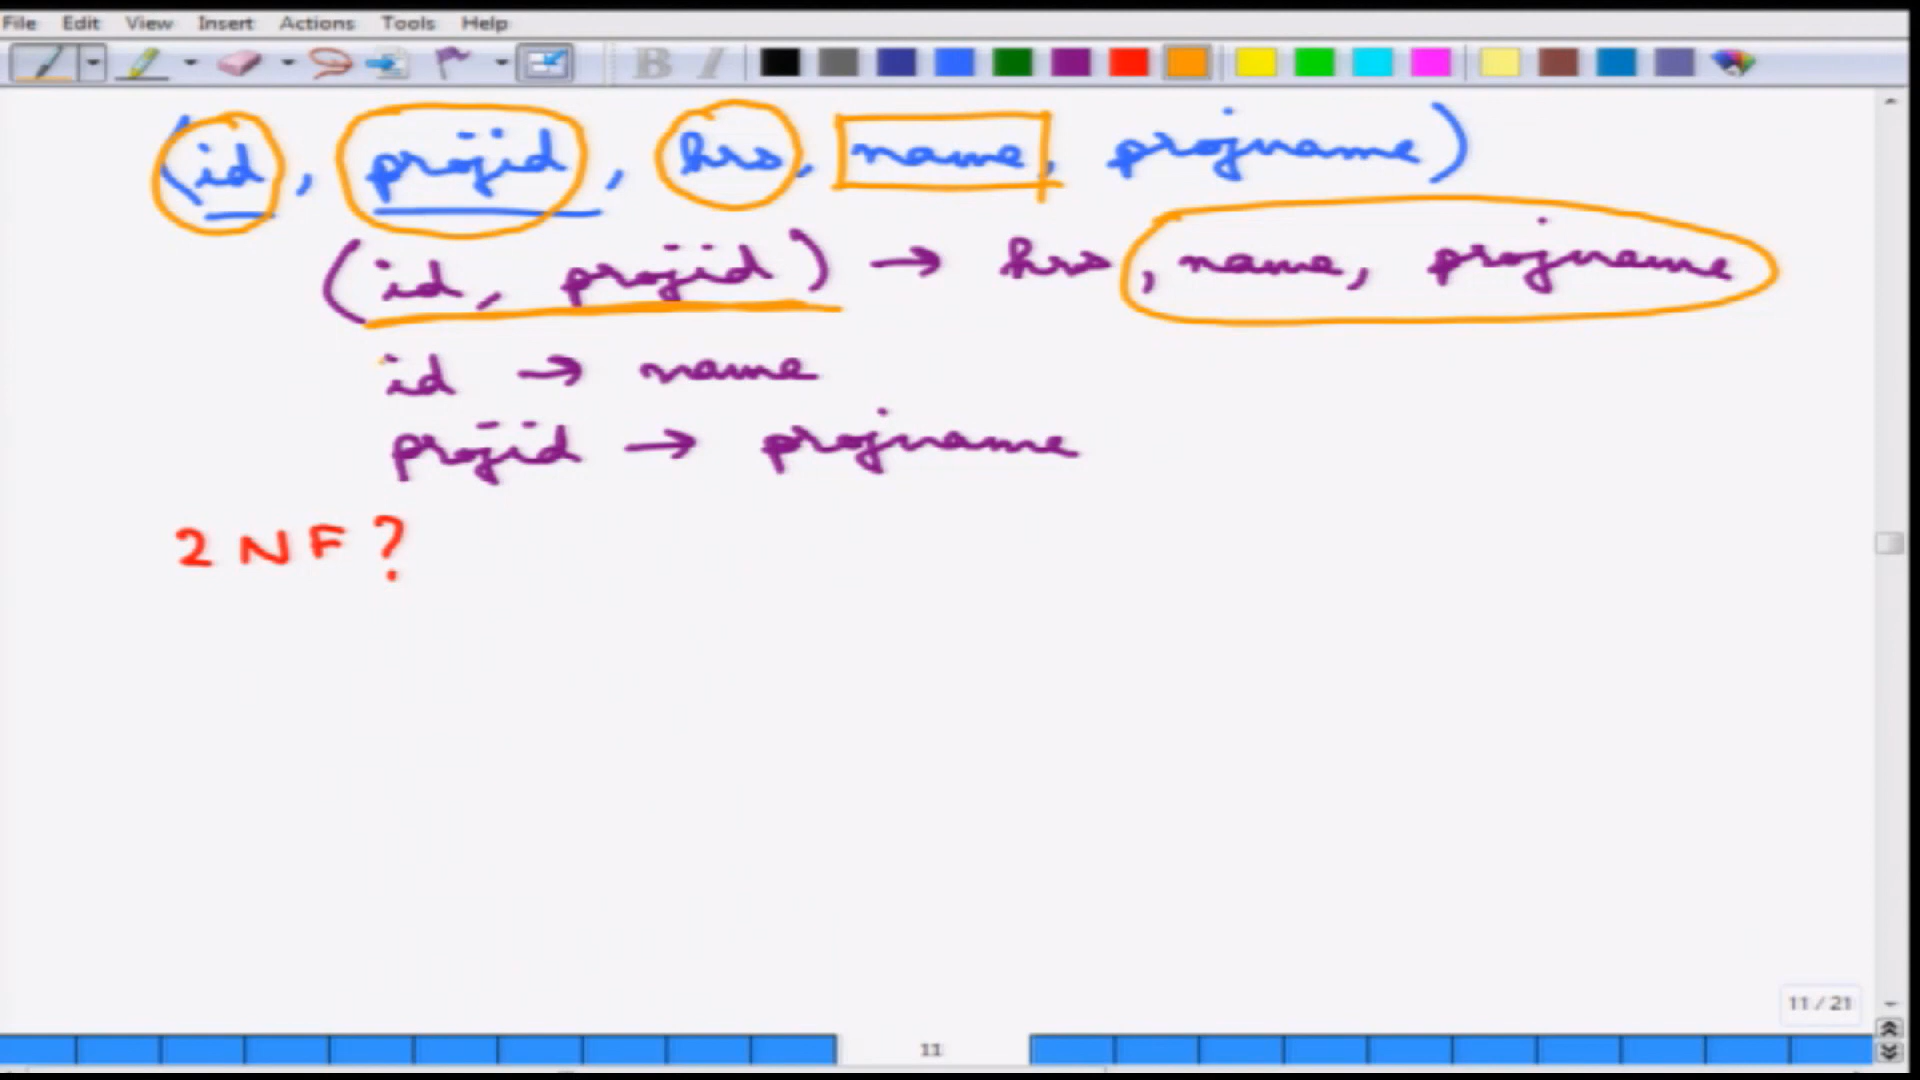 File Edit View Insert Actions Tools Help
B I
(id, projid, hrs, name, projname)
(id, projid) → hrs, name, projname
id → name
projid → projname
2NF?
11 / 21
11